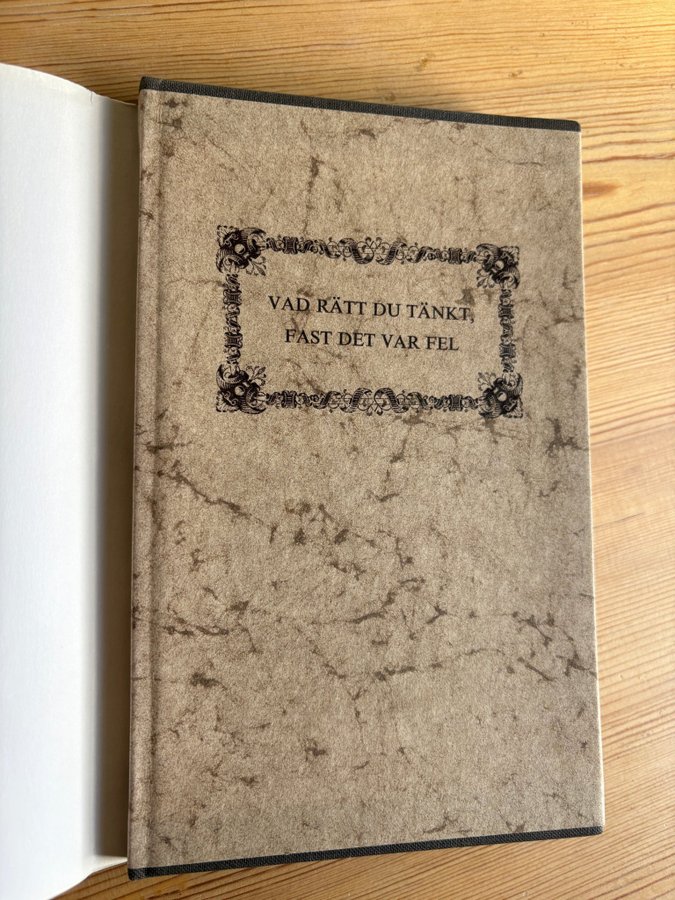 VAD RÄTT DU TÄNKT,
FAST DET VAR FEL